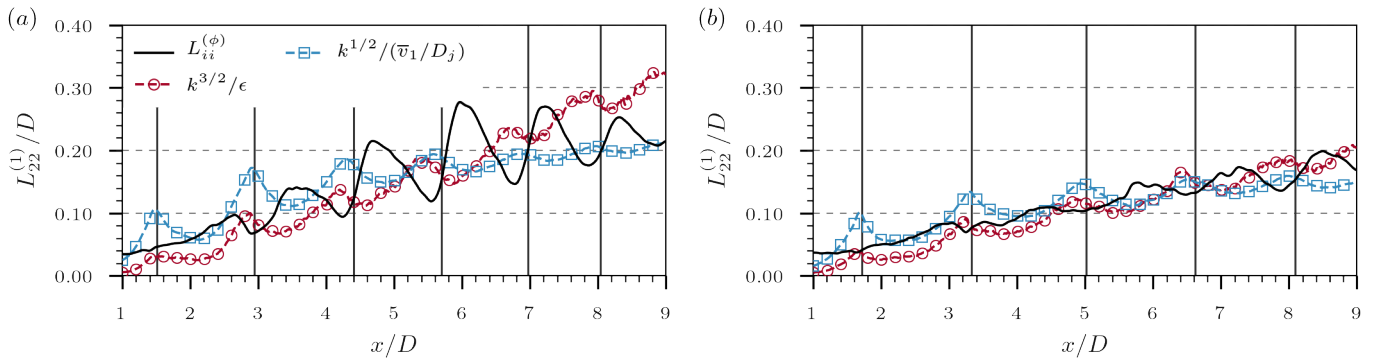 (a)
0.40
0.30
0.20
0.10
0.00
L_{22}^{(1)}/D
L_{ii}^{(ϕ)}
k^{3/2}/ϵ
k^{1/2}/(\overline{v}_1/D_j)
1 2 3 4 5 6 7 8 9
x/D
(b)
0.40
0.30
0.20
0.10
0.00
L_{22}^{(1)}/D
1 2 3 4 5 6 7 8 9
x/D